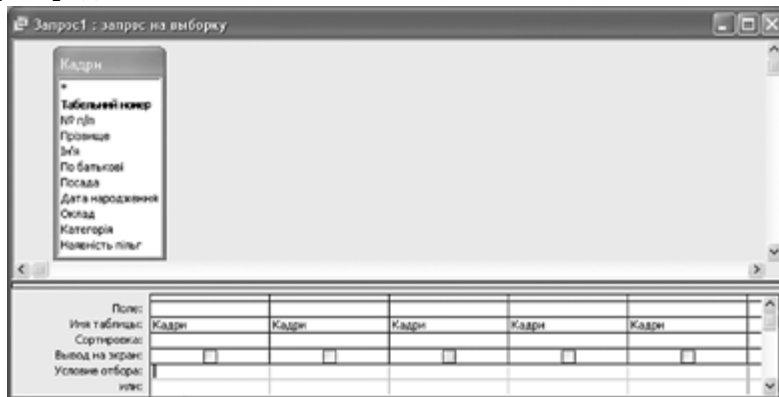 Запрос1 : запрос на выборку
Кадри
*
Табельний номер
№ п/п
Прізвище
Ім'я
По батькові
Посада
Дата народження
Оклад
Категорія
Наявність пільг
Поле:
Имя таблицы: Кадри Кадри Кадри Кадри Кадри
Сортировка:
Вывод на экран:
Условие отбора:
или: